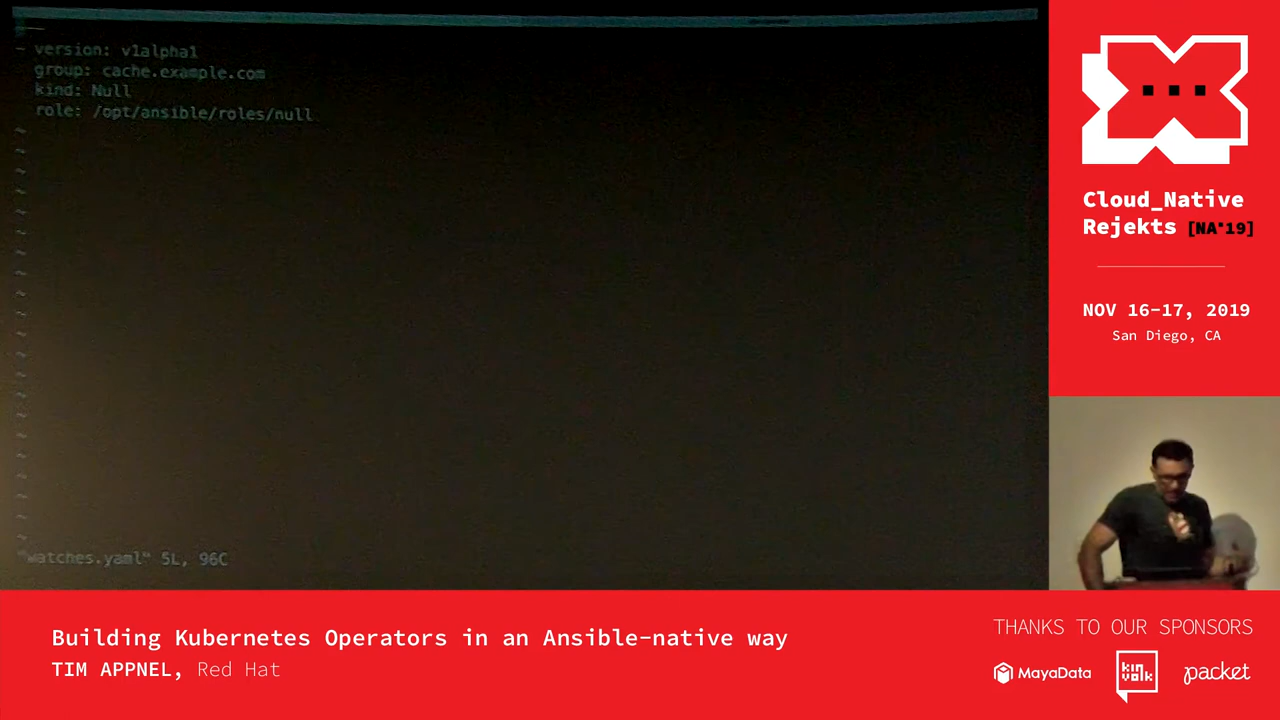 ---
- version: v1alpha1
group: cache.example.com
kind: Null
role: /opt/ansible/roles/null
"watches.yaml" 5L, 96C
Cloud_Native
Rejekts [NA'19]
NOV 16-17, 2019
San Diego, CA
Building Kubernetes Operators in an Ansible-native way
TIM APPNEL, Red Hat
THANKS TO OUR SPONSORS
MayaData
kinvolk
packet